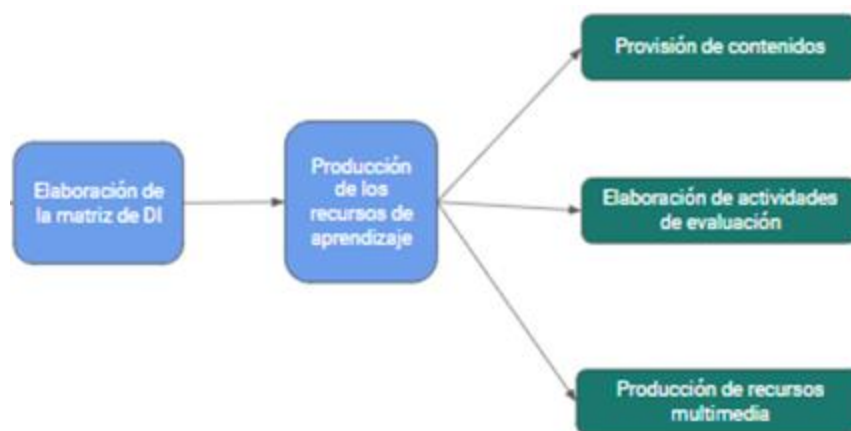 Elaboración de
la matriz de DI
Producción
de los
recursos de
aprendizaje
Provisión de contenidos
Elaboración de actividades
de evaluación
Producción de recursos
multimedia